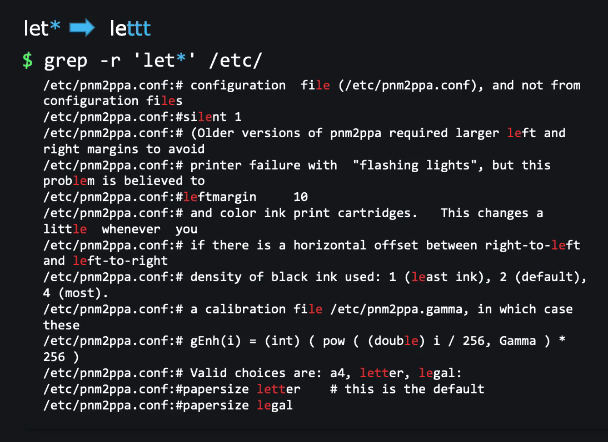 let* ➡ lettt
$ grep -r 'let*' /etc/
/etc/pnm2ppa.conf:# configuration  file (/etc/pnm2ppa.conf), and not from
configuration files
/etc/pnm2ppa.conf:#silent 1
/etc/pnm2ppa.conf:# (Older versions of pnm2ppa required larger left and
right margins to avoid
/etc/pnm2ppa.conf:# printer failure with  "flashing lights", but this
problem is believed to
/etc/pnm2ppa.conf:#leftmargin     10
/etc/pnm2ppa.conf:# and color ink print cartridges.   This changes a
little  whenever  you
/etc/pnm2ppa.conf:# if there is a horizontal offset between right-to-left
and left-to-right
/etc/pnm2ppa.conf:# density of black ink used: 1 (least ink), 2 (default),
4 (most).
/etc/pnm2ppa.conf:# a calibration file /etc/pnm2ppa.gamma, in which case
these
/etc/pnm2ppa.conf:# gEnh(i) = (int) ( pow ( (double) i / 256, Gamma ) *
256 )
/etc/pnm2ppa.conf:# Valid choices are: a4, letter, legal:
/etc/pnm2ppa.conf:#papersize letter    # this is the default
/etc/pnm2ppa.conf:#papersize legal